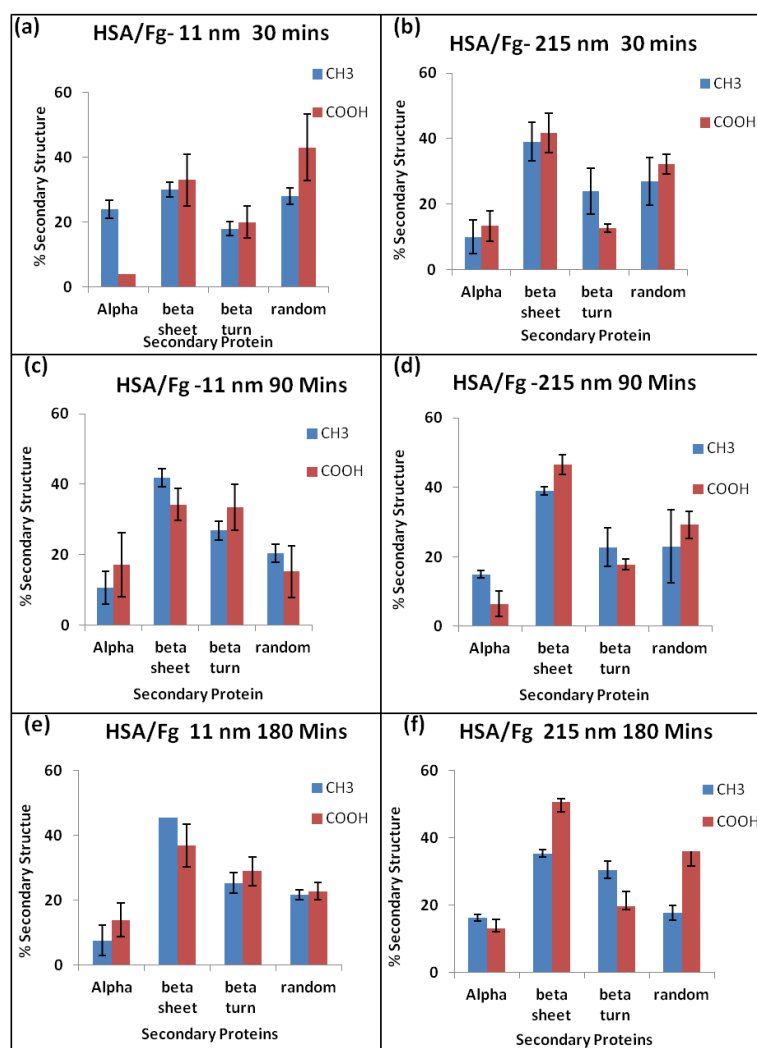 (a)
HSA/Fg- 11 nm 30 mins
CH3
COOH
% Secondary Structure
60
40
20
0
Alpha
beta sheet
beta turn
random
Secondary Protein
(b)
HSA/Fg- 215 nm 30 Mins
CH3
COOH
% Secondary Structure
60
40
20
0
Alpha
beta sheet
beta turn
random
Secondary Protein
(c)
HSA/Fg -11 nm 90 Mins
CH3
COOH
% Secondary Structure
60
40
20
0
Alpha
beta sheet
beta turn
random
Secondary Protein
(d)
HSA/Fg -215 nm 90 Mins
CH3
COOH
% Secondary Structure
60
40
20
0
Alpha
beta sheet
beta turn
random
Secondary Protein
(e)
HSA/Fg 11 nm 180 Mins
CH3
COOH
% Secondary Structue
60
40
20
0
Alpha
beta sheet
beta turn
random
Secondary Proteins
(f)
HSA/Fg 215 nm 180 Mins
CH3
COOH
% Secondary Structure
60
40
20
0
Alpha
beta sheet
beta turn
random
Secondary Proteins